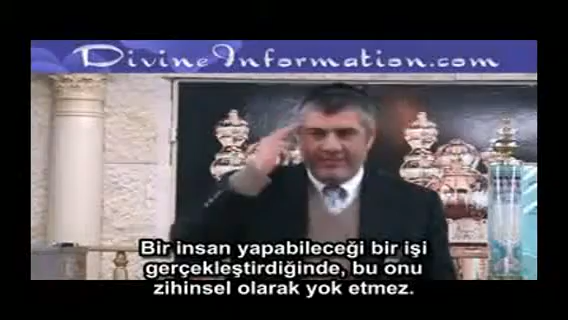 DivineInformation.com
Bir insan yapabileceği bir işi
gerçekleştirdiğinde, bu onu
zihinsel olarak yok etmez.